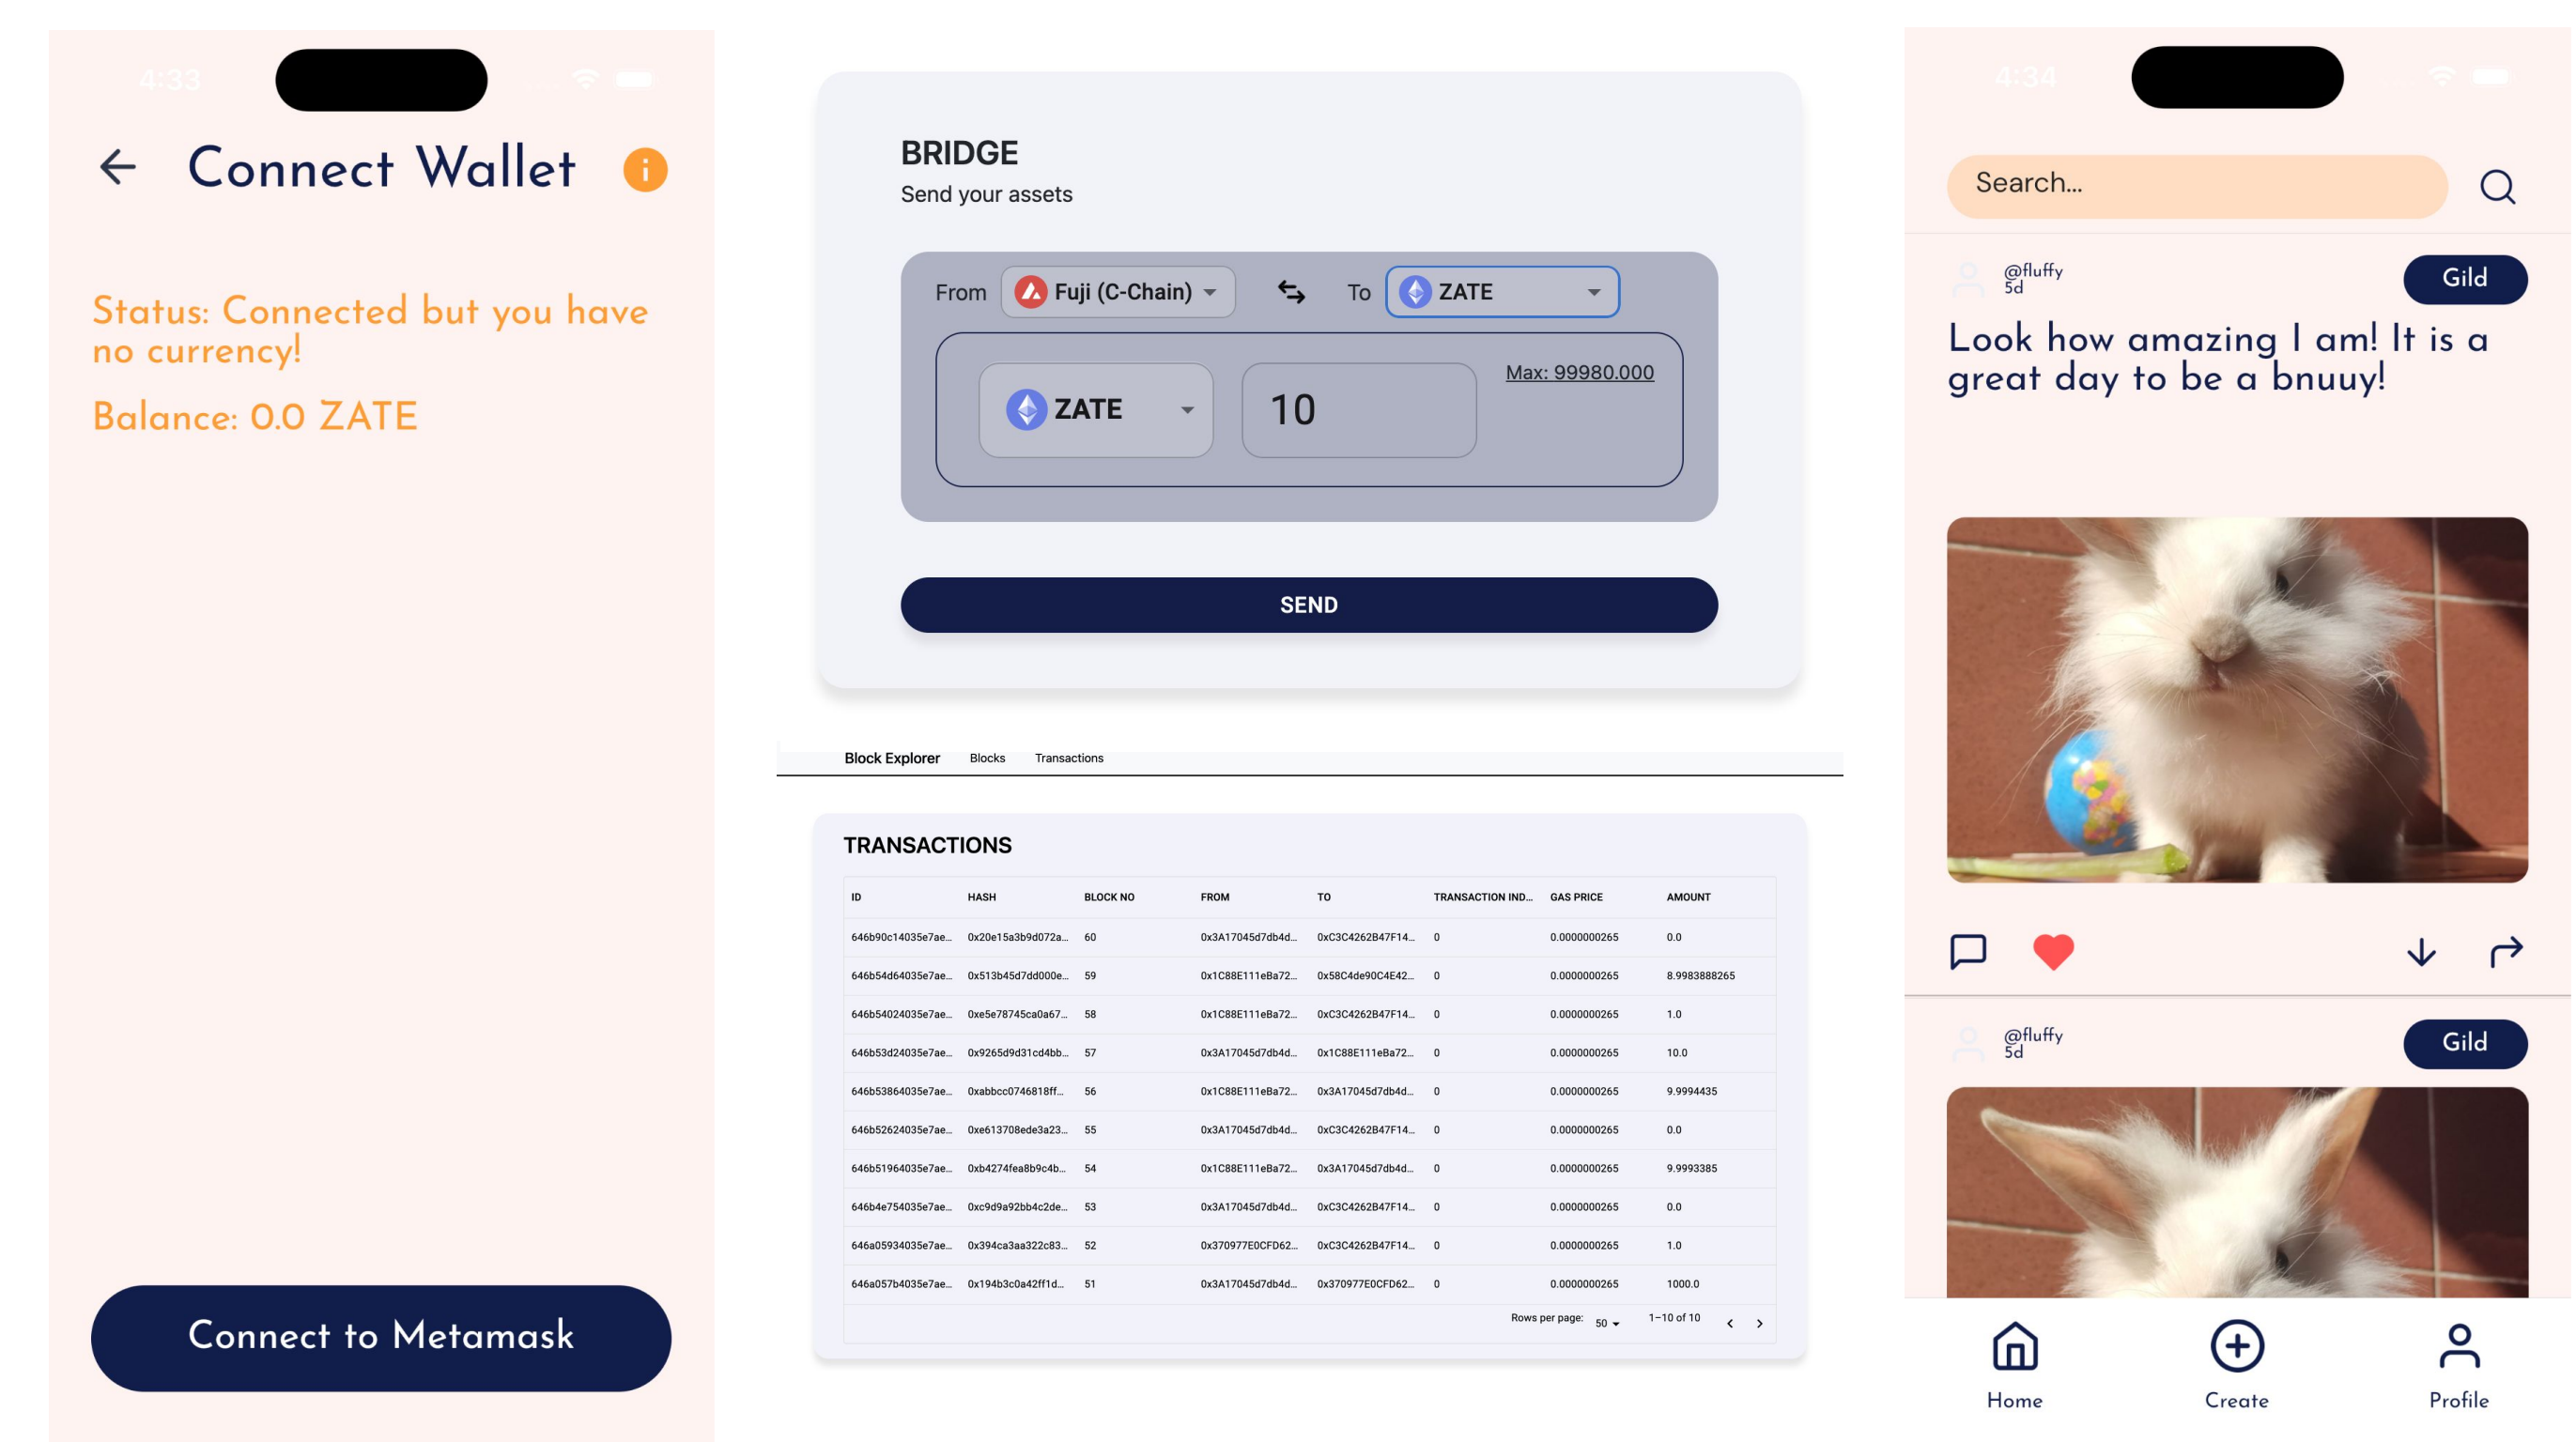 4:33
Connect Wallet
Status: Connected but you have
no currency!
Balance: 0.0 ZATE
Connect to Metamask
BRIDGE
Send your assets
From Fuji (C-Chain) To ZATE
ZATE 10 Max: 99980.000
SEND
Block Explorer Blocks Transactions
TRANSACTIONS
ID HASH BLOCK NO FROM TO TRANSACTION IND... GAS PRICE AMOUNT
646b90c14035e7ae... 0x20e15a3b9d072a... 60 0x3A17045d7db4d... 0xC3C4262B47F14... 0 0.0000000265 0.0
646b54d64035e7ae... 0x513b45d7dd000e... 59 0x1C88E111eBa72... 0x58C4de90C4E42... 0 0.0000000265 8.9983888265
646b54024035e7ae... 0xe5e78745ca0a67... 58 0x1C88E111eBa72... 0xC3C4262B47F14... 0 0.0000000265 1.0
646b53d24035e7ae... 0x9265d9d31cd4bb... 57 0x3A17045d7db4d... 0x1C88E111eBa72... 0 0.0000000265 10.0
646b53864035e7ae... 0xabbcc0746818ff... 56 0x1C88E111eBa72... 0x3A17045d7db4d... 0 0.0000000265 9.9994435
646b52624035e7ae... 0xe613708ede3a23... 55 0x3A17045d7db4d... 0xC3C4262B47F14... 0 0.0000000265 0.0
646b51964035e7ae... 0xb4274fea8b9c4b... 54 0x1C88E111eBa72... 0x3A17045d7db4d... 0 0.0000000265 9.9993385
646b4e754035e7ae... 0xc9d9a92bb4c2de... 53 0x3A17045d7db4d... 0xC3C4262B47F14... 0 0.0000000265 0.0
646a05934035e7ae... 0x394ca3aa322c83... 52 0x370977E0CFD62... 0xC3C4262B47F14... 0 0.0000000265 1.0
646a057b4035e7ae... 0x194b3c0a42ff1d... 51 0x3A17045d7db4d... 0x370977E0CFD62... 0 0.0000000265 1000.0
Rows per page: 50 1–10 of 10
4:34
Search...
@fluffy
5d
Gild
Look how amazing I am! It is a
great day to be a bnuuy!
@fluffy
5d
Gild
Home Create Profile